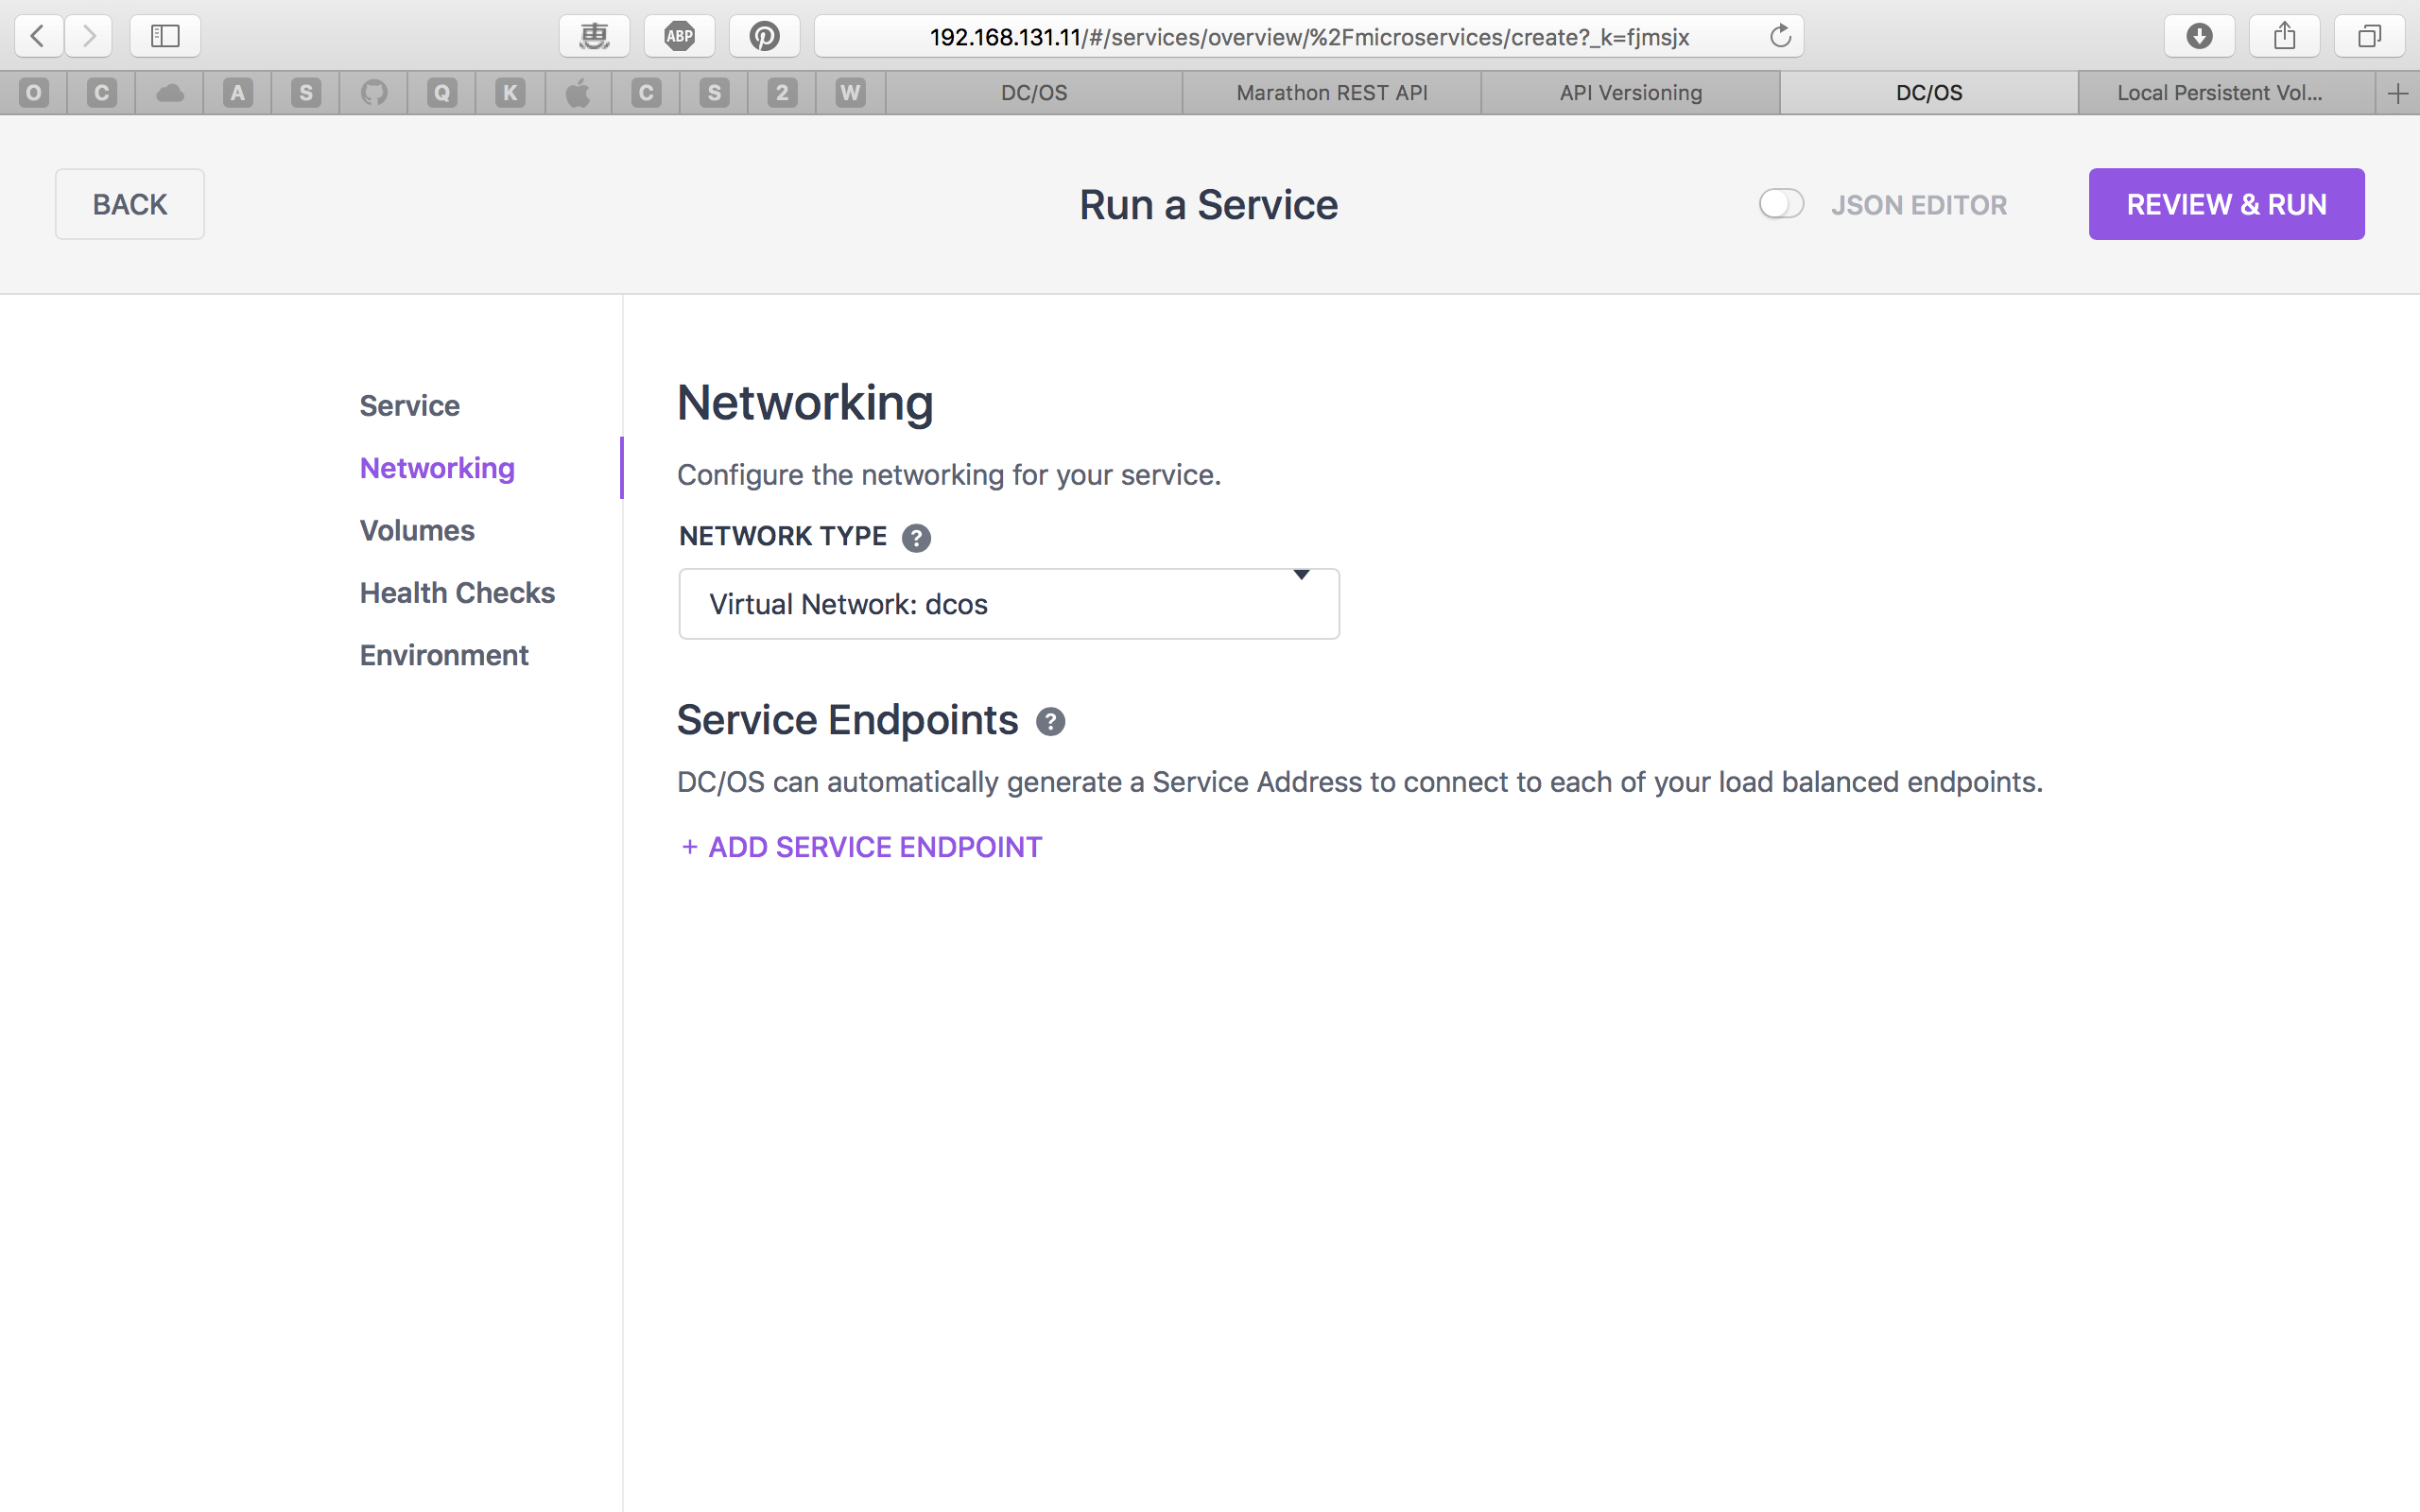 惠
ABP
192.168.131.11/#/services/overview/%2Fmicroservices/create?_k=fjmsjx
O C A S Q K C S 2 W DC/OS Marathon REST API API Versioning DC/OS Local Persistent Vol...
BACK Run a Service JSON EDITOR REVIEW & RUN
Service
Networking
Volumes
Health Checks
Environment
Networking
Configure the networking for your service.
NETWORK TYPE ?
Virtual Network: dcos
Service Endpoints ?
DC/OS can automatically generate a Service Address to connect to each of your load balanced endpoints.
+ ADD SERVICE ENDPOINT